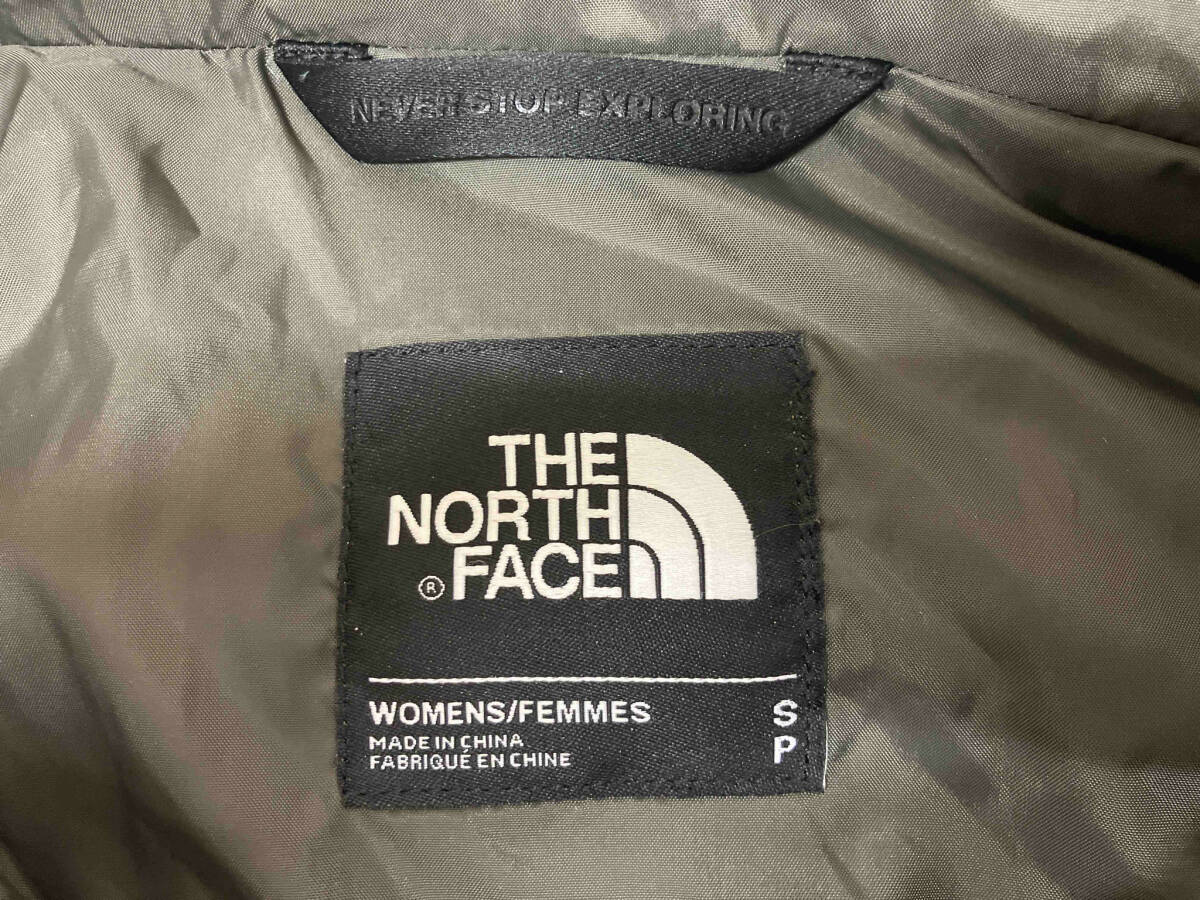 NEVER STOP EXPLORING
THE
NORTH
® FACE
WOMENS/FEMMES S
MADE IN CHINA P
FABRIQUÉ EN CHINE